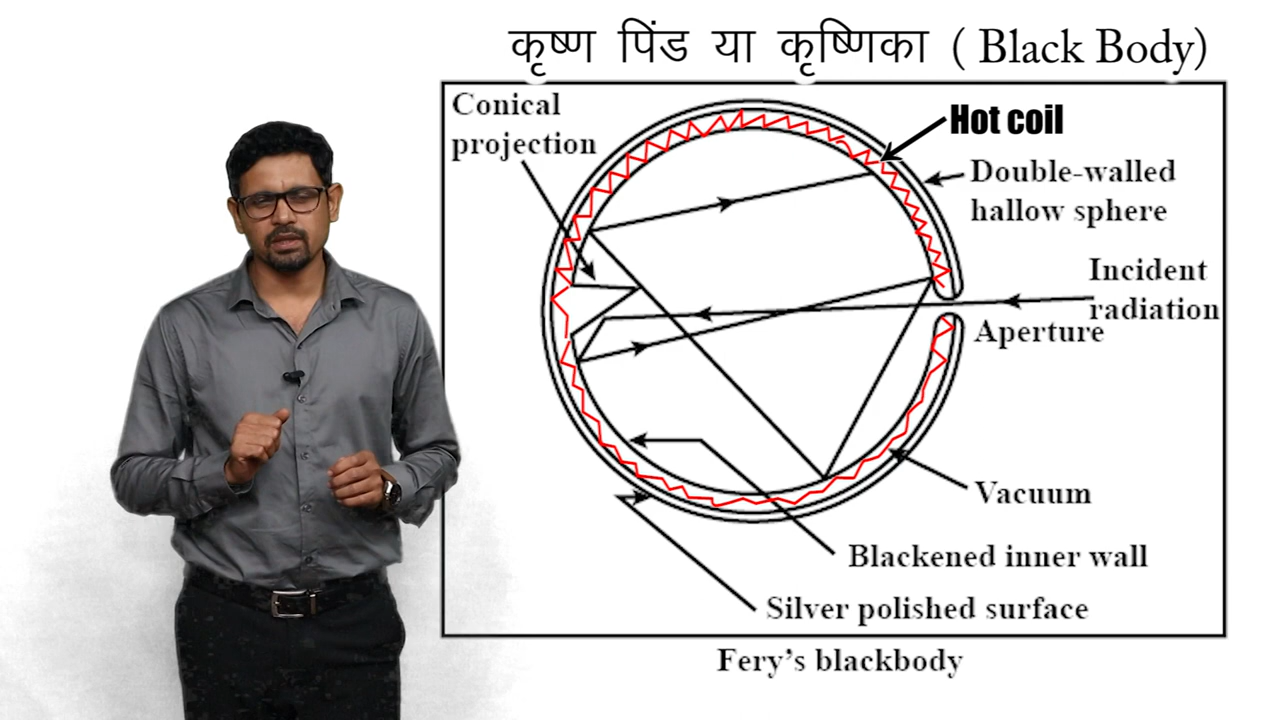 कृष्ण पिंड या कृष्णिका ( Black Body)
Conical
projection
Hot coil
Double-walled
hallow sphere
Incident
radiation
Aperture
Vacuum
Blackened inner wall
Silver polished surface
Fery's blackbody